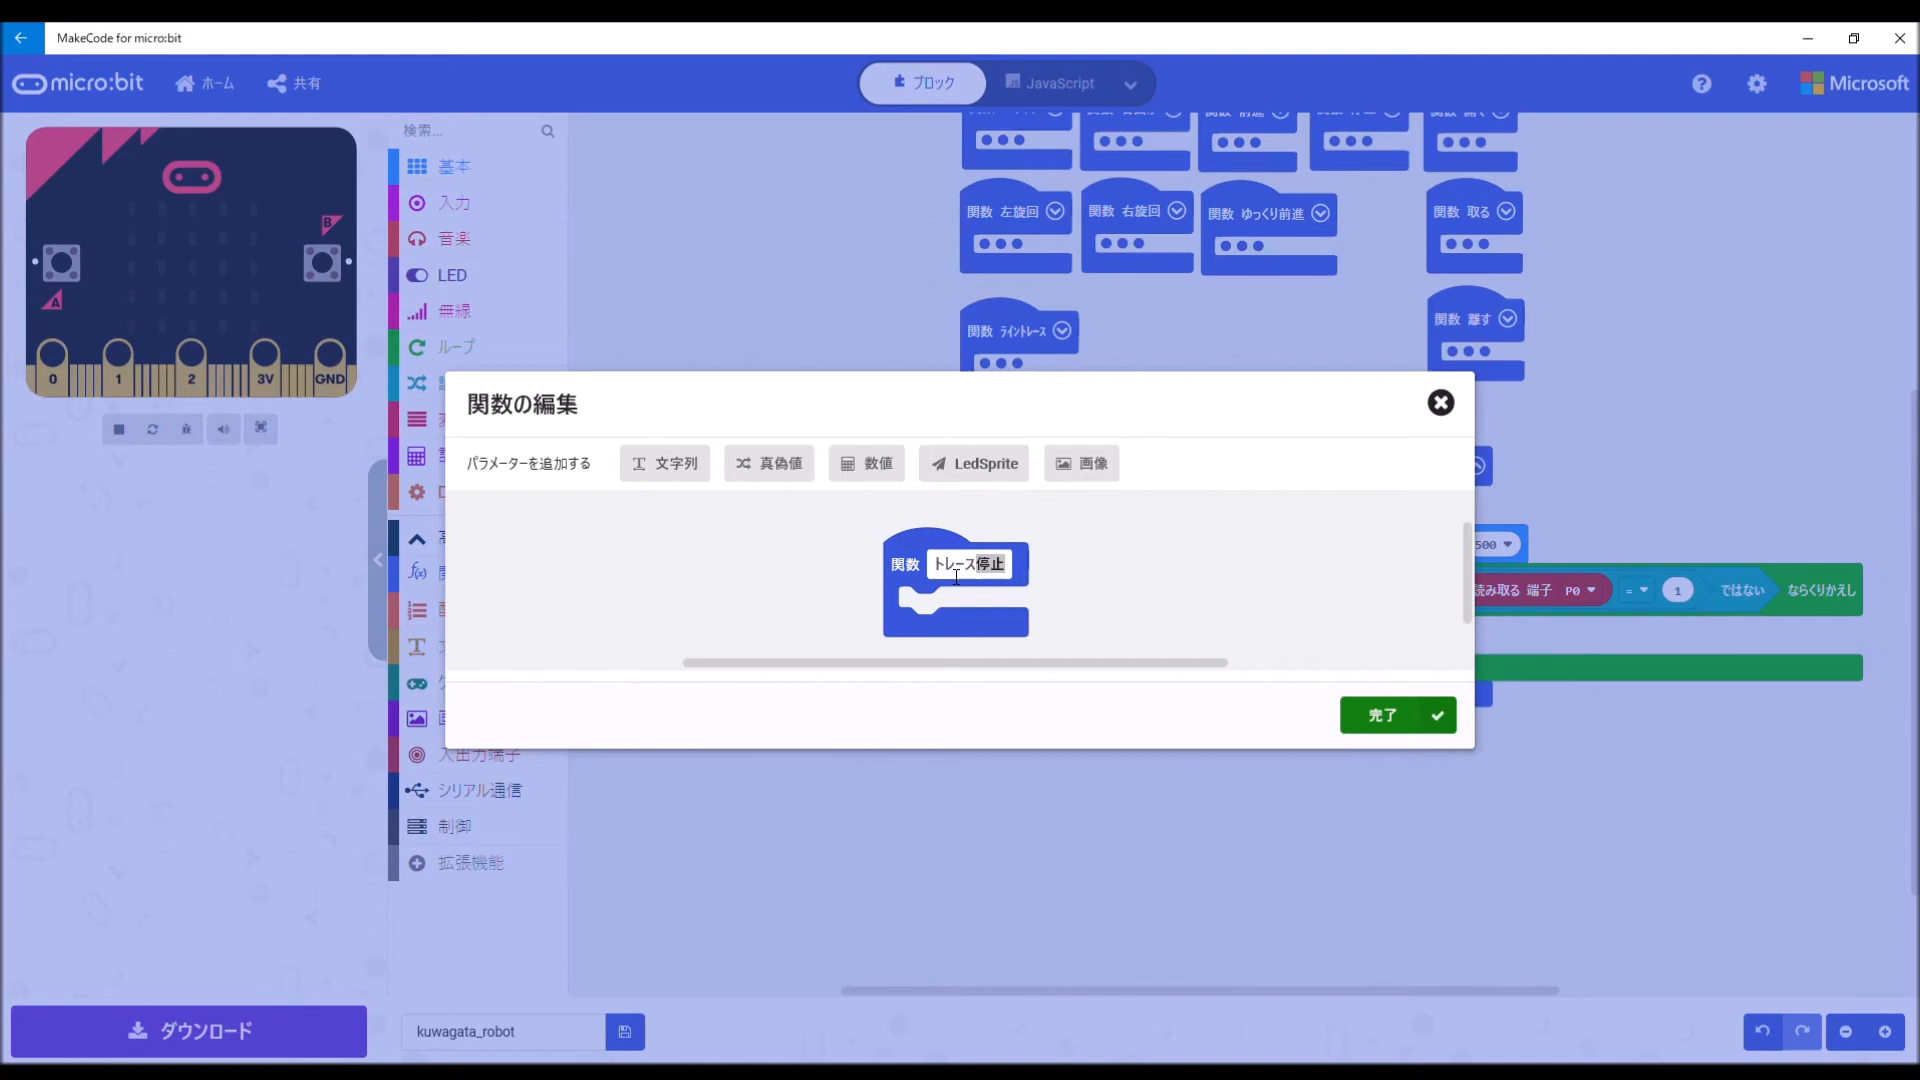 MakeCode for micro:bit
micro:bit
ホーム
共有
ブロック
JavaScript
Microsoft
検索...
基本
入力
音楽
LED
無線
ループ
入出力端子
シリアル通信
制御
拡張機能
B
A
0 1 2 3V GND
関数 左旋回
関数 右旋回
関数 ゆっくり前進
関数 取る
関数 ライントレース
関数 離す
関数の編集
パラメーターを追加する
文字列
真偽値
数値
LedSprite
画像
関数 トレース停止
完了
500
読み取る 端子 P0
=
1
ではない
ならくりかえし
ダウンロード
kuwagata_robot